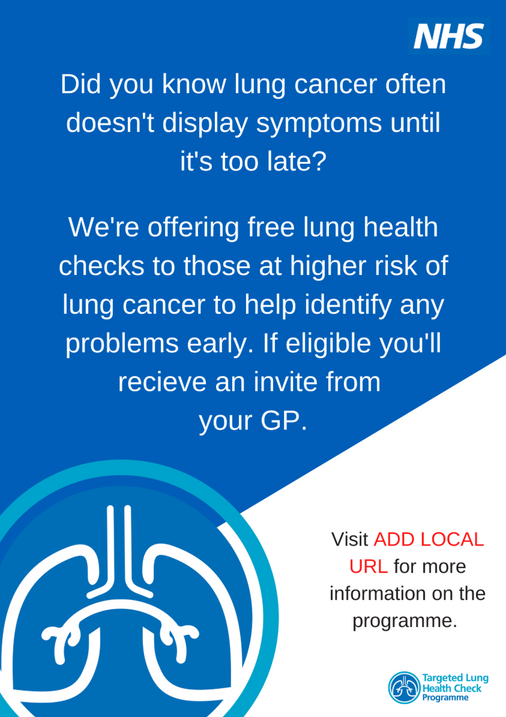 NHS
Did you know lung cancer often
doesn't display symptoms until
it's too late?
We're offering free lung health
checks to those at higher risk of
lung cancer to help identify any
problems early. If eligible you'll
recieve an invite from
your GP.
Visit ADD LOCAL
URL for more
information on the
programme.
Targeted Lung
Health Check
Programme